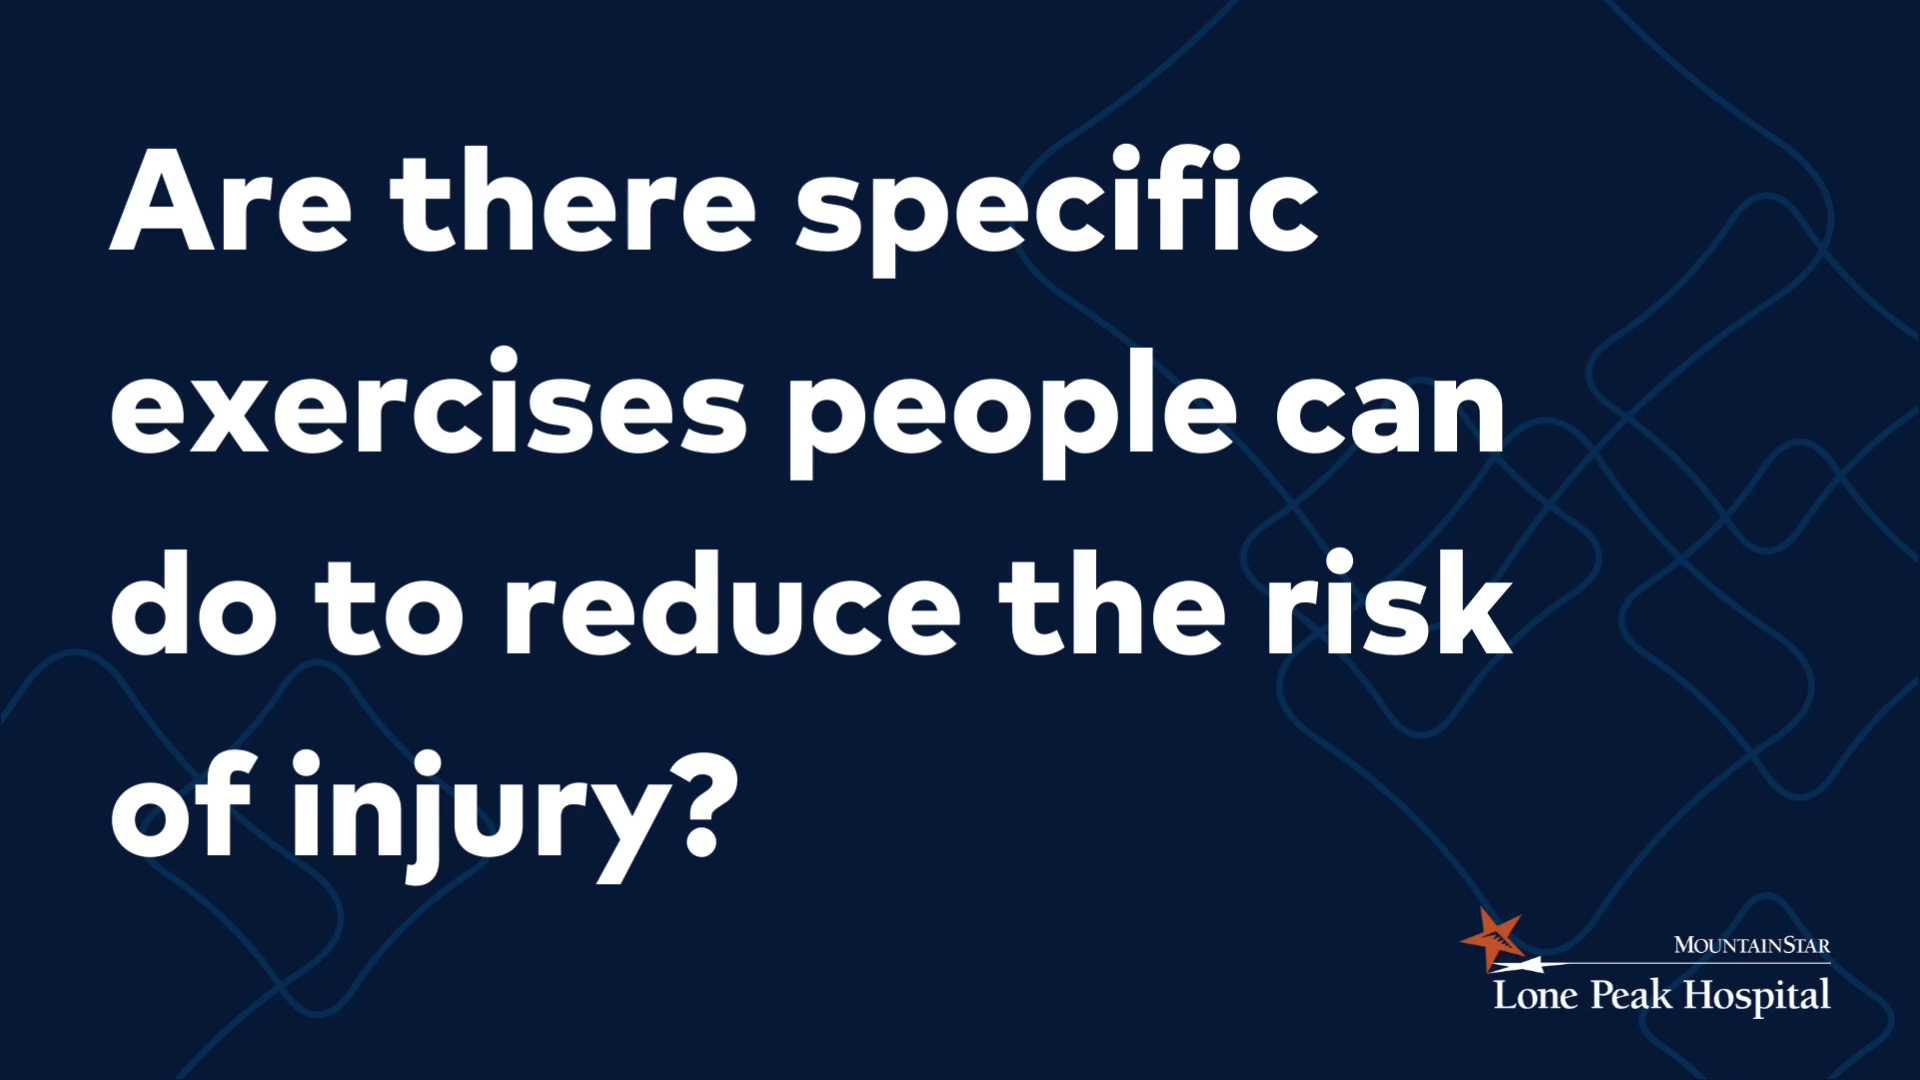 Are there specific
exercises people can
do to reduce the risk
of injury?
MOUNTAINSTAR
Lone Peak Hospital